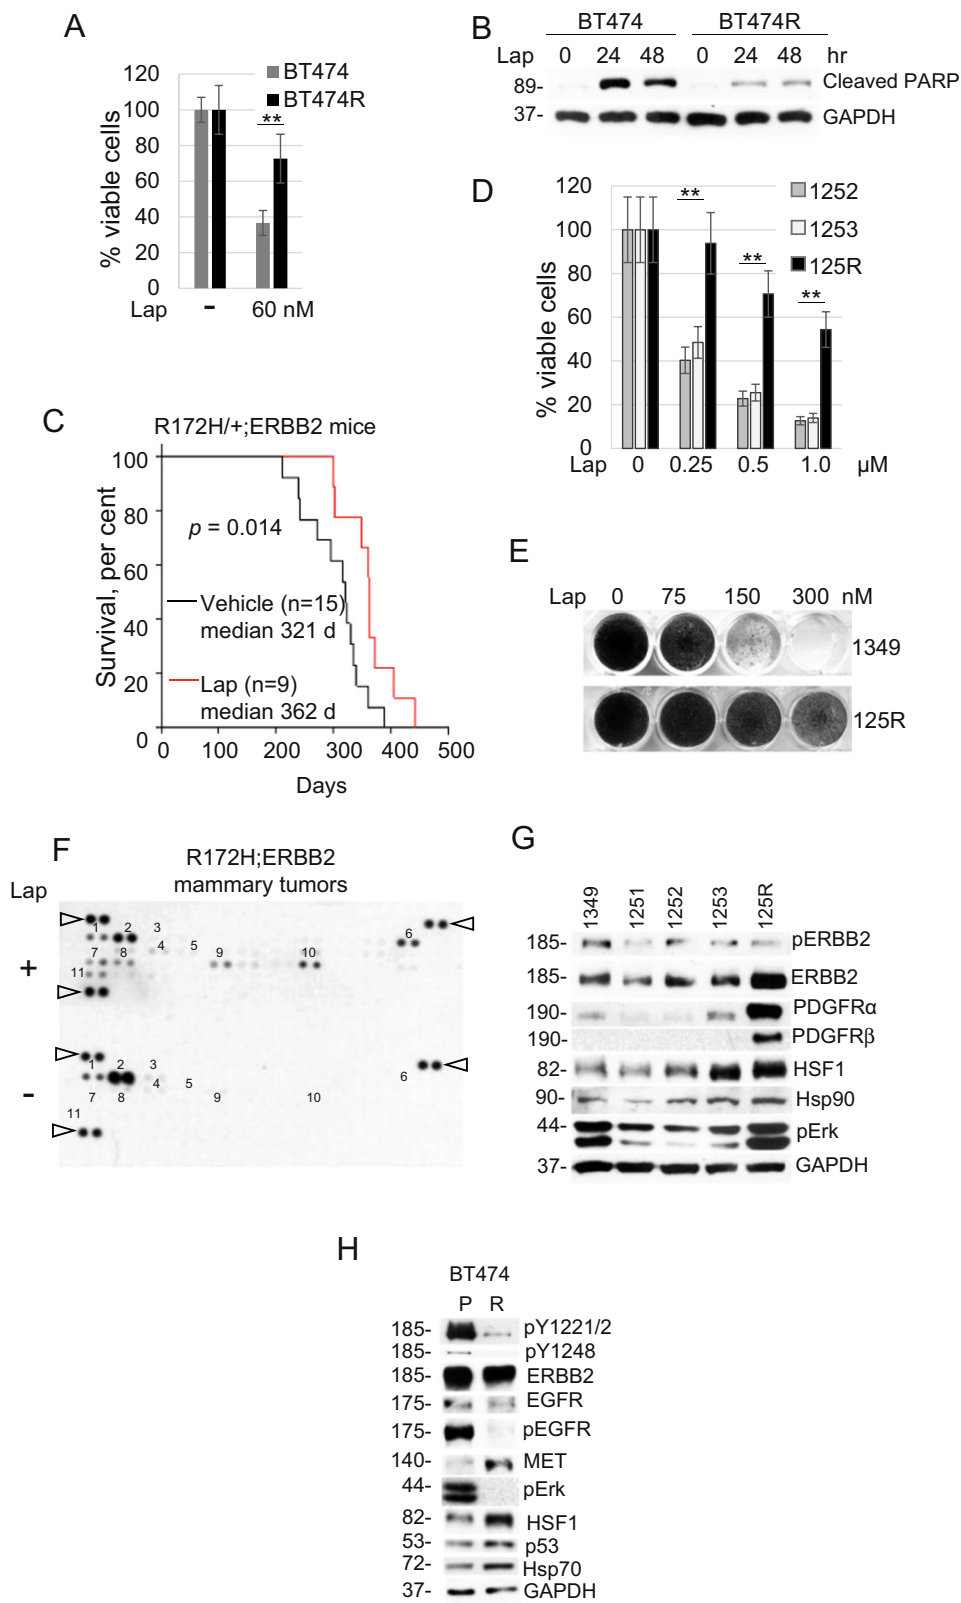 A
120
100
80
60
40
20
0
% viable cells
BT474
BT474R
**
Lap
-
60 nM
B
BT474
BT474R
Lap
0
24
48
0
24
48
hr
89-
Cleaved PARP
37-
GAPDH
C
R172H/+;ERBB2 mice
100
80
60
40
20
0
Survival, per cent
p = 0.014
Vehicle (n=15)
median 321 d
Lap (n=9)
median 362 d
0
100
200
300
400
500
Days
D
120
100
80
60
40
20
0
% viable cells
**
**
**
1252
1253
125R
Lap
0
0.25
0.5
1.0
µM
E
Lap
0
75
150
300
nM
1349
125R
F
R172H;ERBB2
mammary tumors
Lap
+
1
2
3
4
5
6
7
8
9
10
11
-
1
2
3
4
5
6
7
8
9
10
11
G
1349
1251
1252
1253
125R
185-
pERBB2
185-
ERBB2
190-
PDGFRα
190-
PDGFRβ
82-
HSF1
90-
Hsp90
44-
pErk
37-
GAPDH
H
BT474
P
R
185-
pY1221/2
185-
pY1248
185-
ERBB2
175-
EGFR
175-
pEGFR
140-
MET
44-
pErk
82-
HSF1
53-
p53
72-
Hsp70
37-
GAPDH